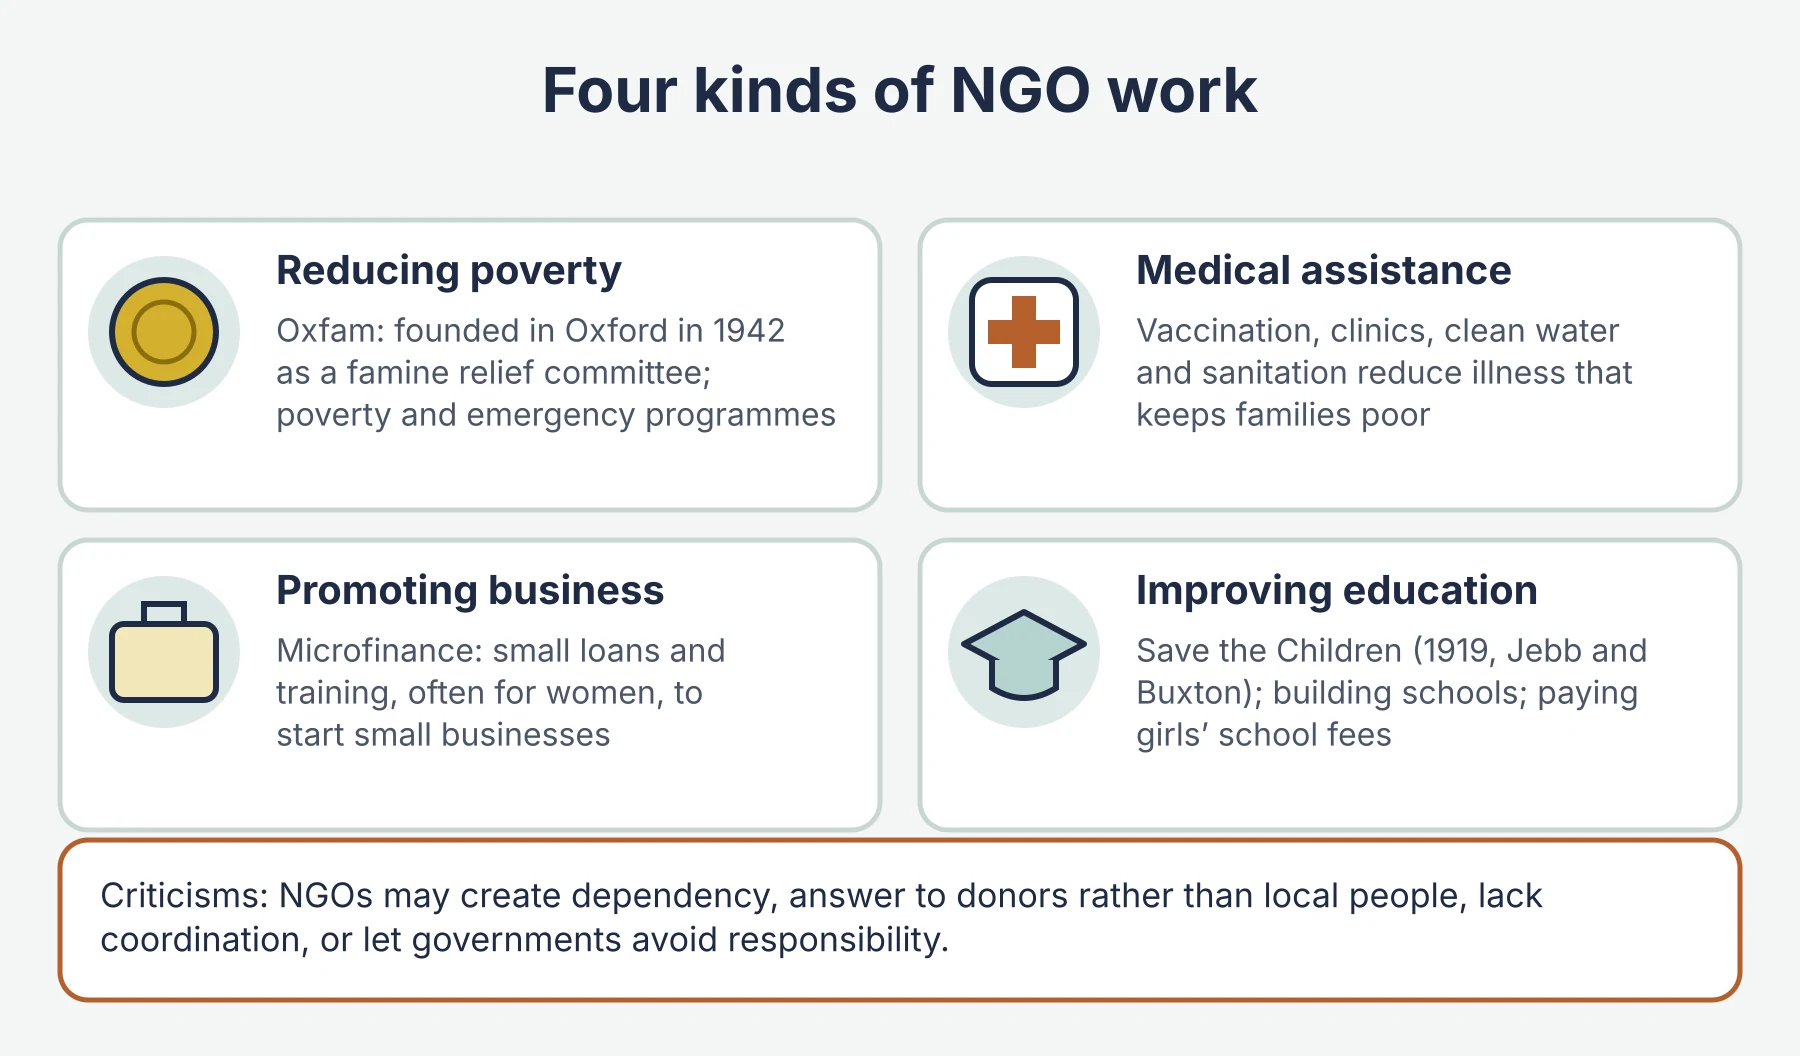 Four kinds of NGO work
Reducing poverty
Oxfam: founded in Oxford in 1942
as a famine relief committee;
poverty and emergency programmes
Medical assistance
Vaccination, clinics, clean water
and sanitation reduce illness that
keeps families poor
Promoting business
Microfinance: small loans and
training, often for women, to
start small businesses
Improving education
Save the Children (1919, Jebb and
Buxton); building schools; paying
girls’ school fees
Criticisms: NGOs may create dependency, answer to donors rather than local people, lack
coordination, or let governments avoid responsibility.